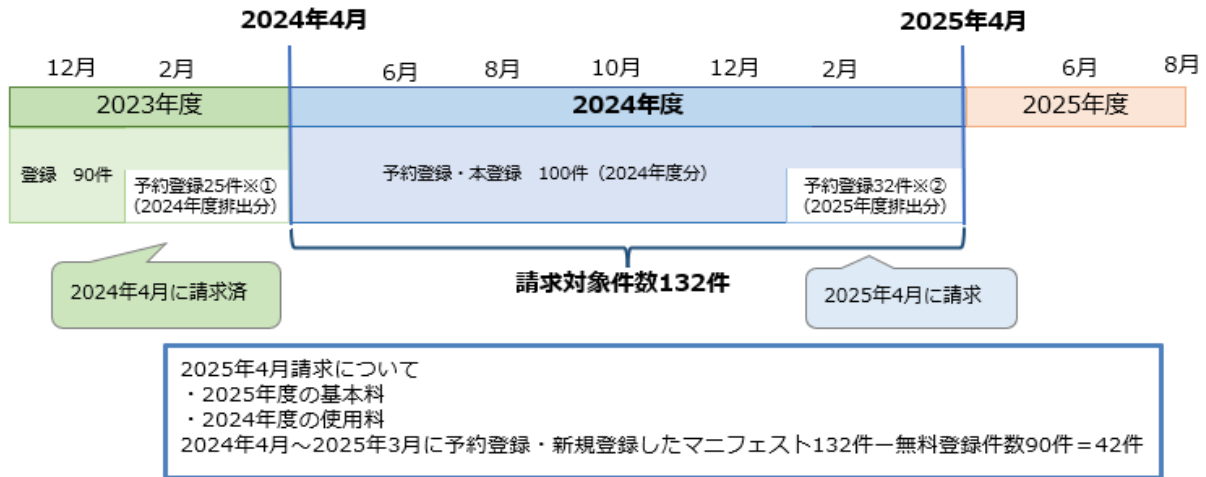 2024年4月
2025年4月
12月
2月
6月
8月
10月
12月
2月
6月
8月
2023年度
2024年度
2025年度
登録　90件
予約登録25件※①
（2024年度排出分）
予約登録・本登録　100件（2024年度分）
予約登録32件※②
（2025年度排出分）
2024年4月に請求済
請求対象件数132件
2025年4月に請求
2025年4月請求について
・2025年度の基本料
・2024年度の使用料
2024年4月～2025年3月に予約登録・新規登録したマニフェスト132件ー無料登録件数90件＝42件